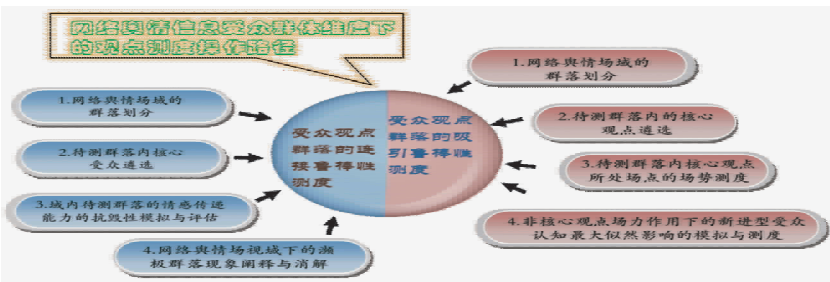 网络舆情信息受众群体维度下
的观点测度操作路径
1.网络舆情场域的
群落划分
2.待测群落内核心
受众遴选
3.域内待测群落的情感传递
能力的抗毁性模拟与评估
4.网络舆情场视域下的濒
极群落现象阐释与消解
受众观点
群落的连
接鲁棒性
测度
受众观点
群落的吸
引鲁棒性
测度
1.网络舆情场域的
群落划分
2.待测群落内的核心
观点遴选
3.待测群落内核心观点
所处场点的场势测度
4.非核心观点场力作用下的新进型受众
认知最大似然影响的模拟与测度